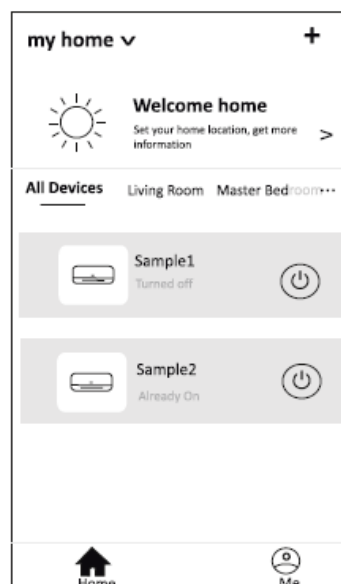 my home
+
Welcome home
Set your home location, get more
information
>
All Devices Living Room Master Bedroom...
Sample1
Turned off
Sample2
Already On
Home Me